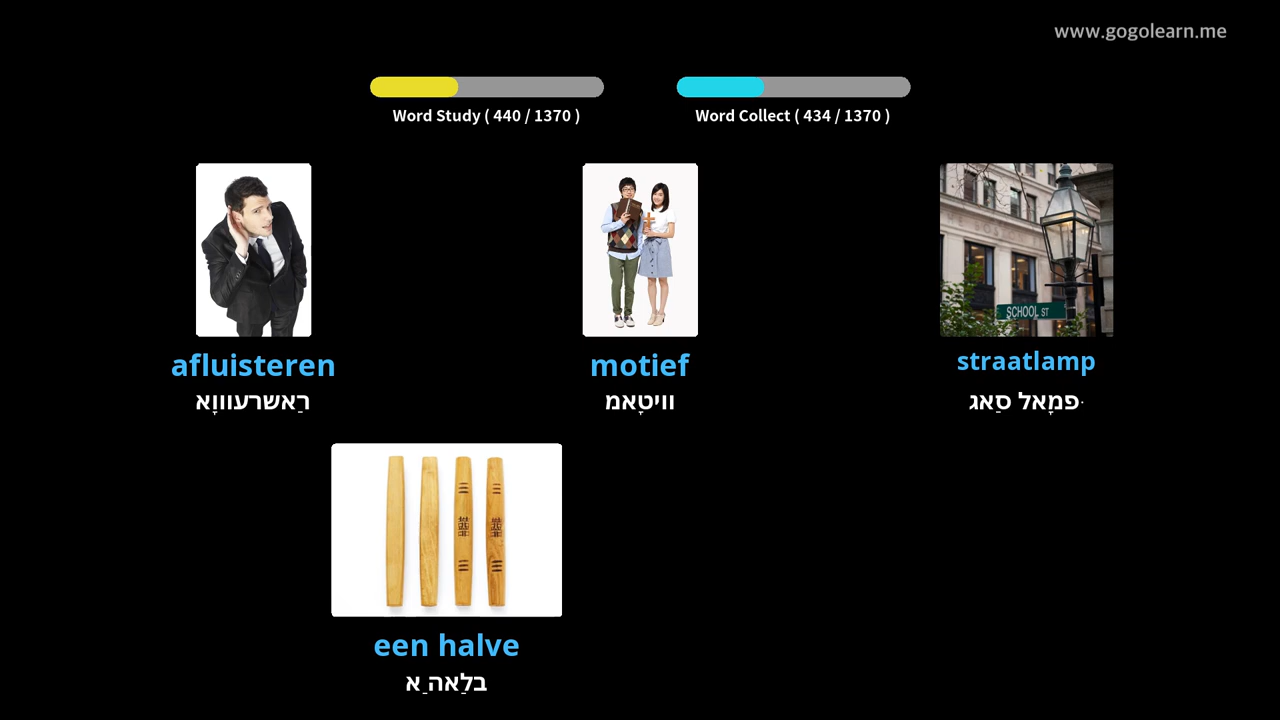 www.gogolearn.me
Word Study ( 440 / 1370 )
Word Collect ( 434 / 1370 )
afluisteren
רַאשרעוווָא
motief
וויטָאמ
straatlamp
ּפמָאל סַאג
een halve
בלַאה ַא